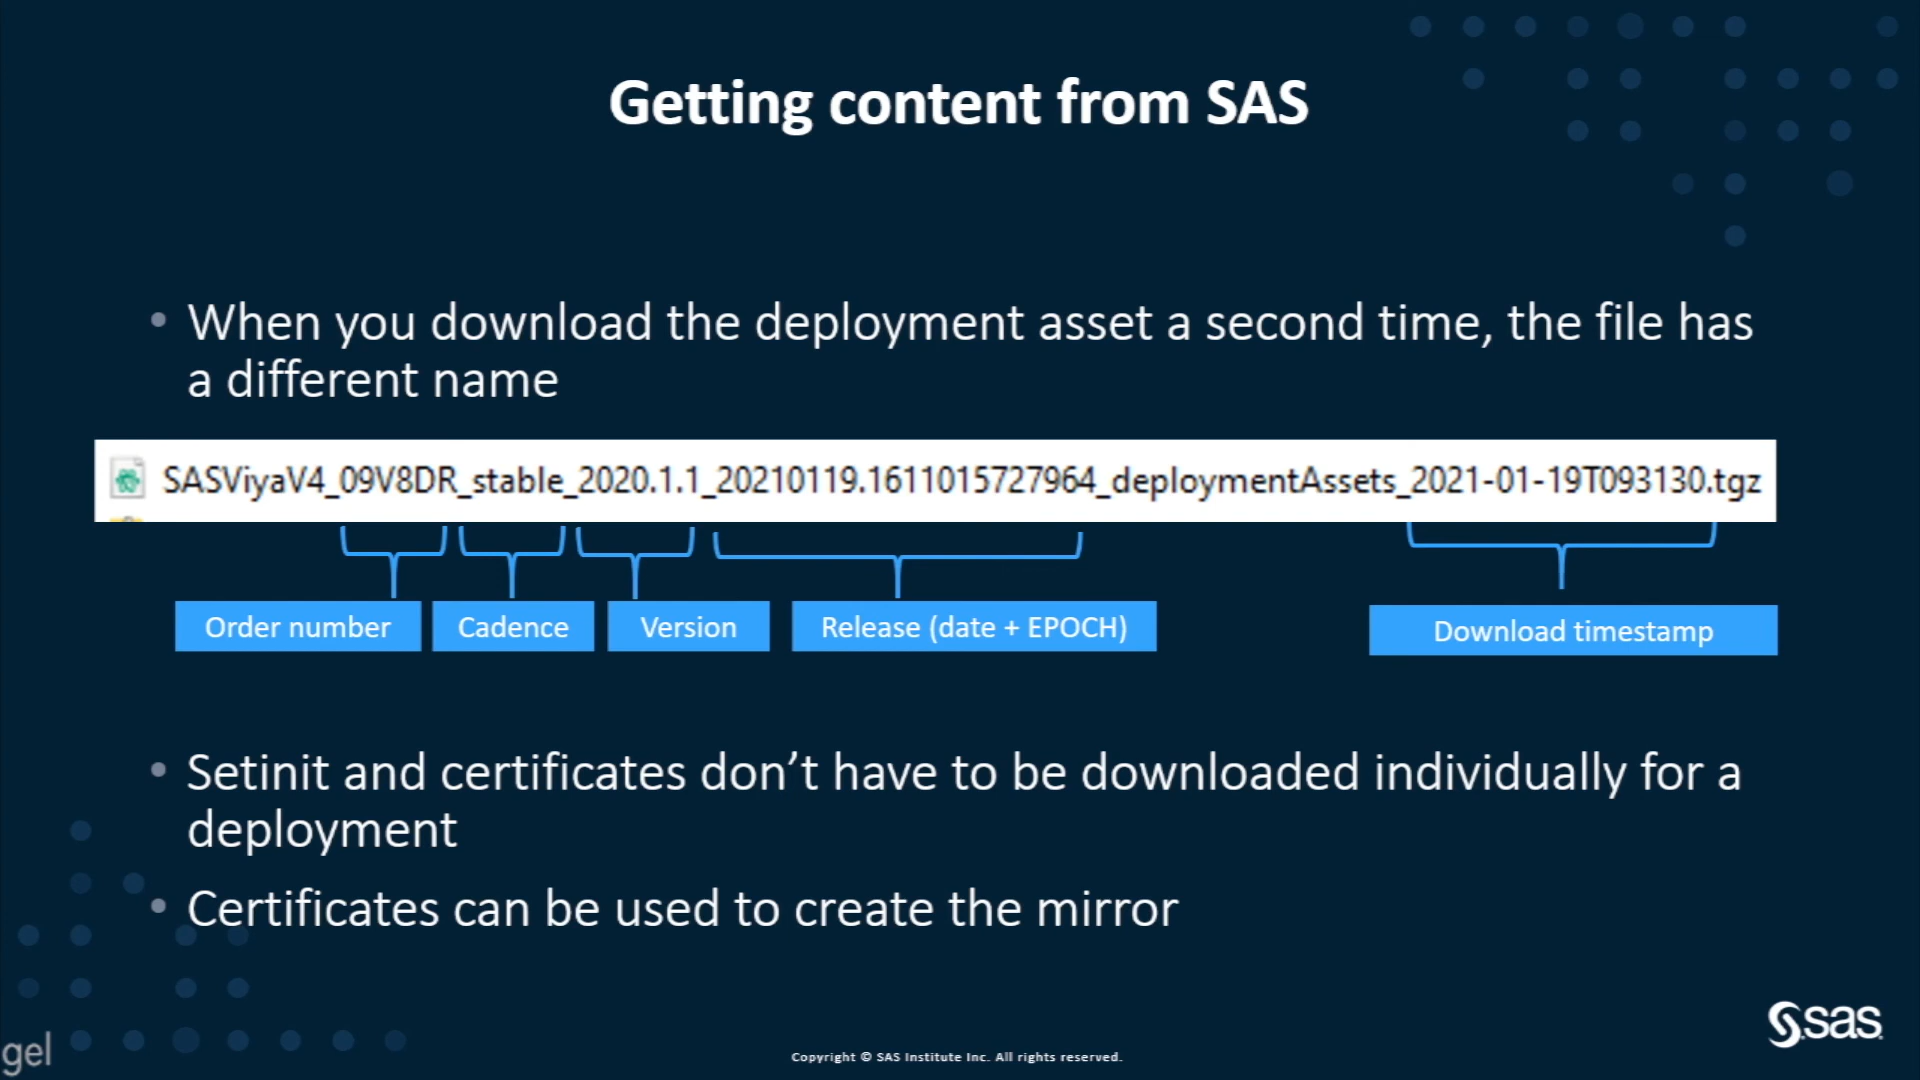 Getting content from SAS
• When you download the deployment asset a second time, the file has
a different name
SASViyaV4_09V8DR_stable_2020.1.1_20210119.1611015727964_deploymentAssets_2021-01-19T093130.tgz
Order number
Cadence
Version
Release (date + EPOCH)
Download timestamp
• Setinit and certificates don’t have to be downloaded individually for a
deployment
• Certificates can be used to create the mirror
sas
gel
Copyright © SAS Institute Inc. All rights reserved.